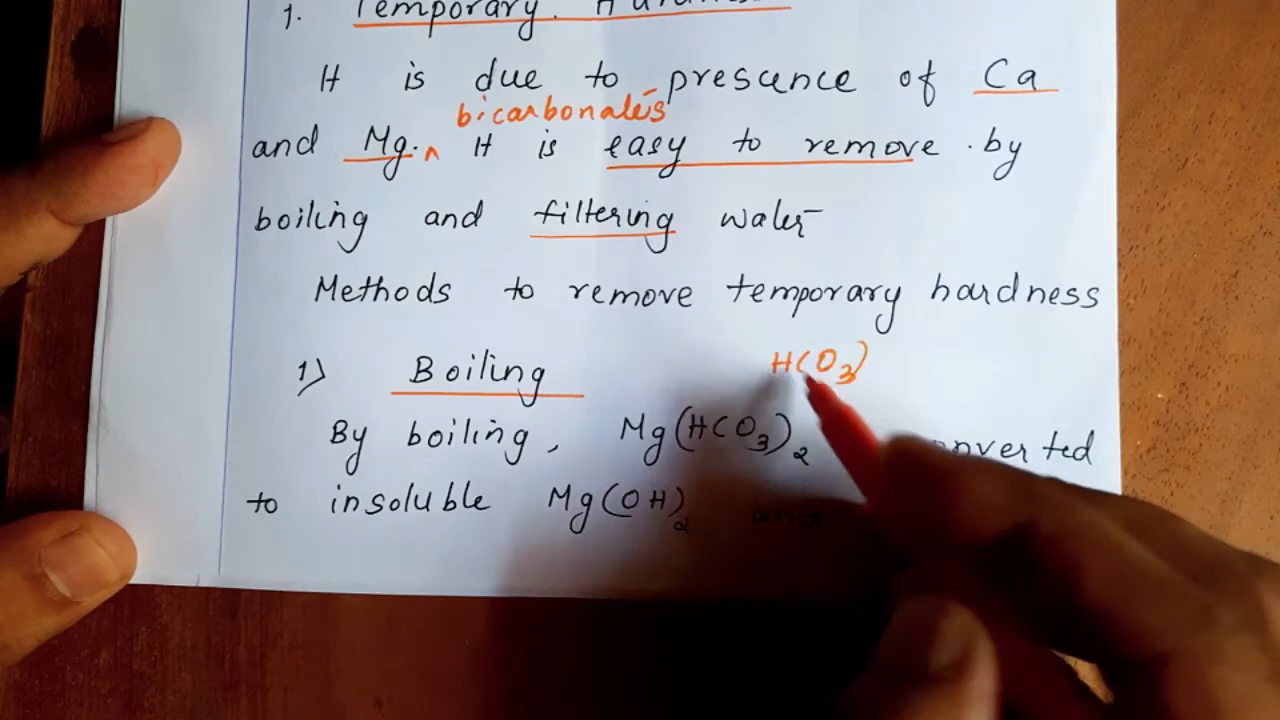 1. Temporary
It is due to presence of Ca
bicarbonates
and Mg. ^ It is easy to remove by
boiling and filtering water
Methods to remove temporary hardness
1) Boiling HCO3)
By boiling, Mg(HCO3)2 converted
to insoluble Mg(OH)2 and